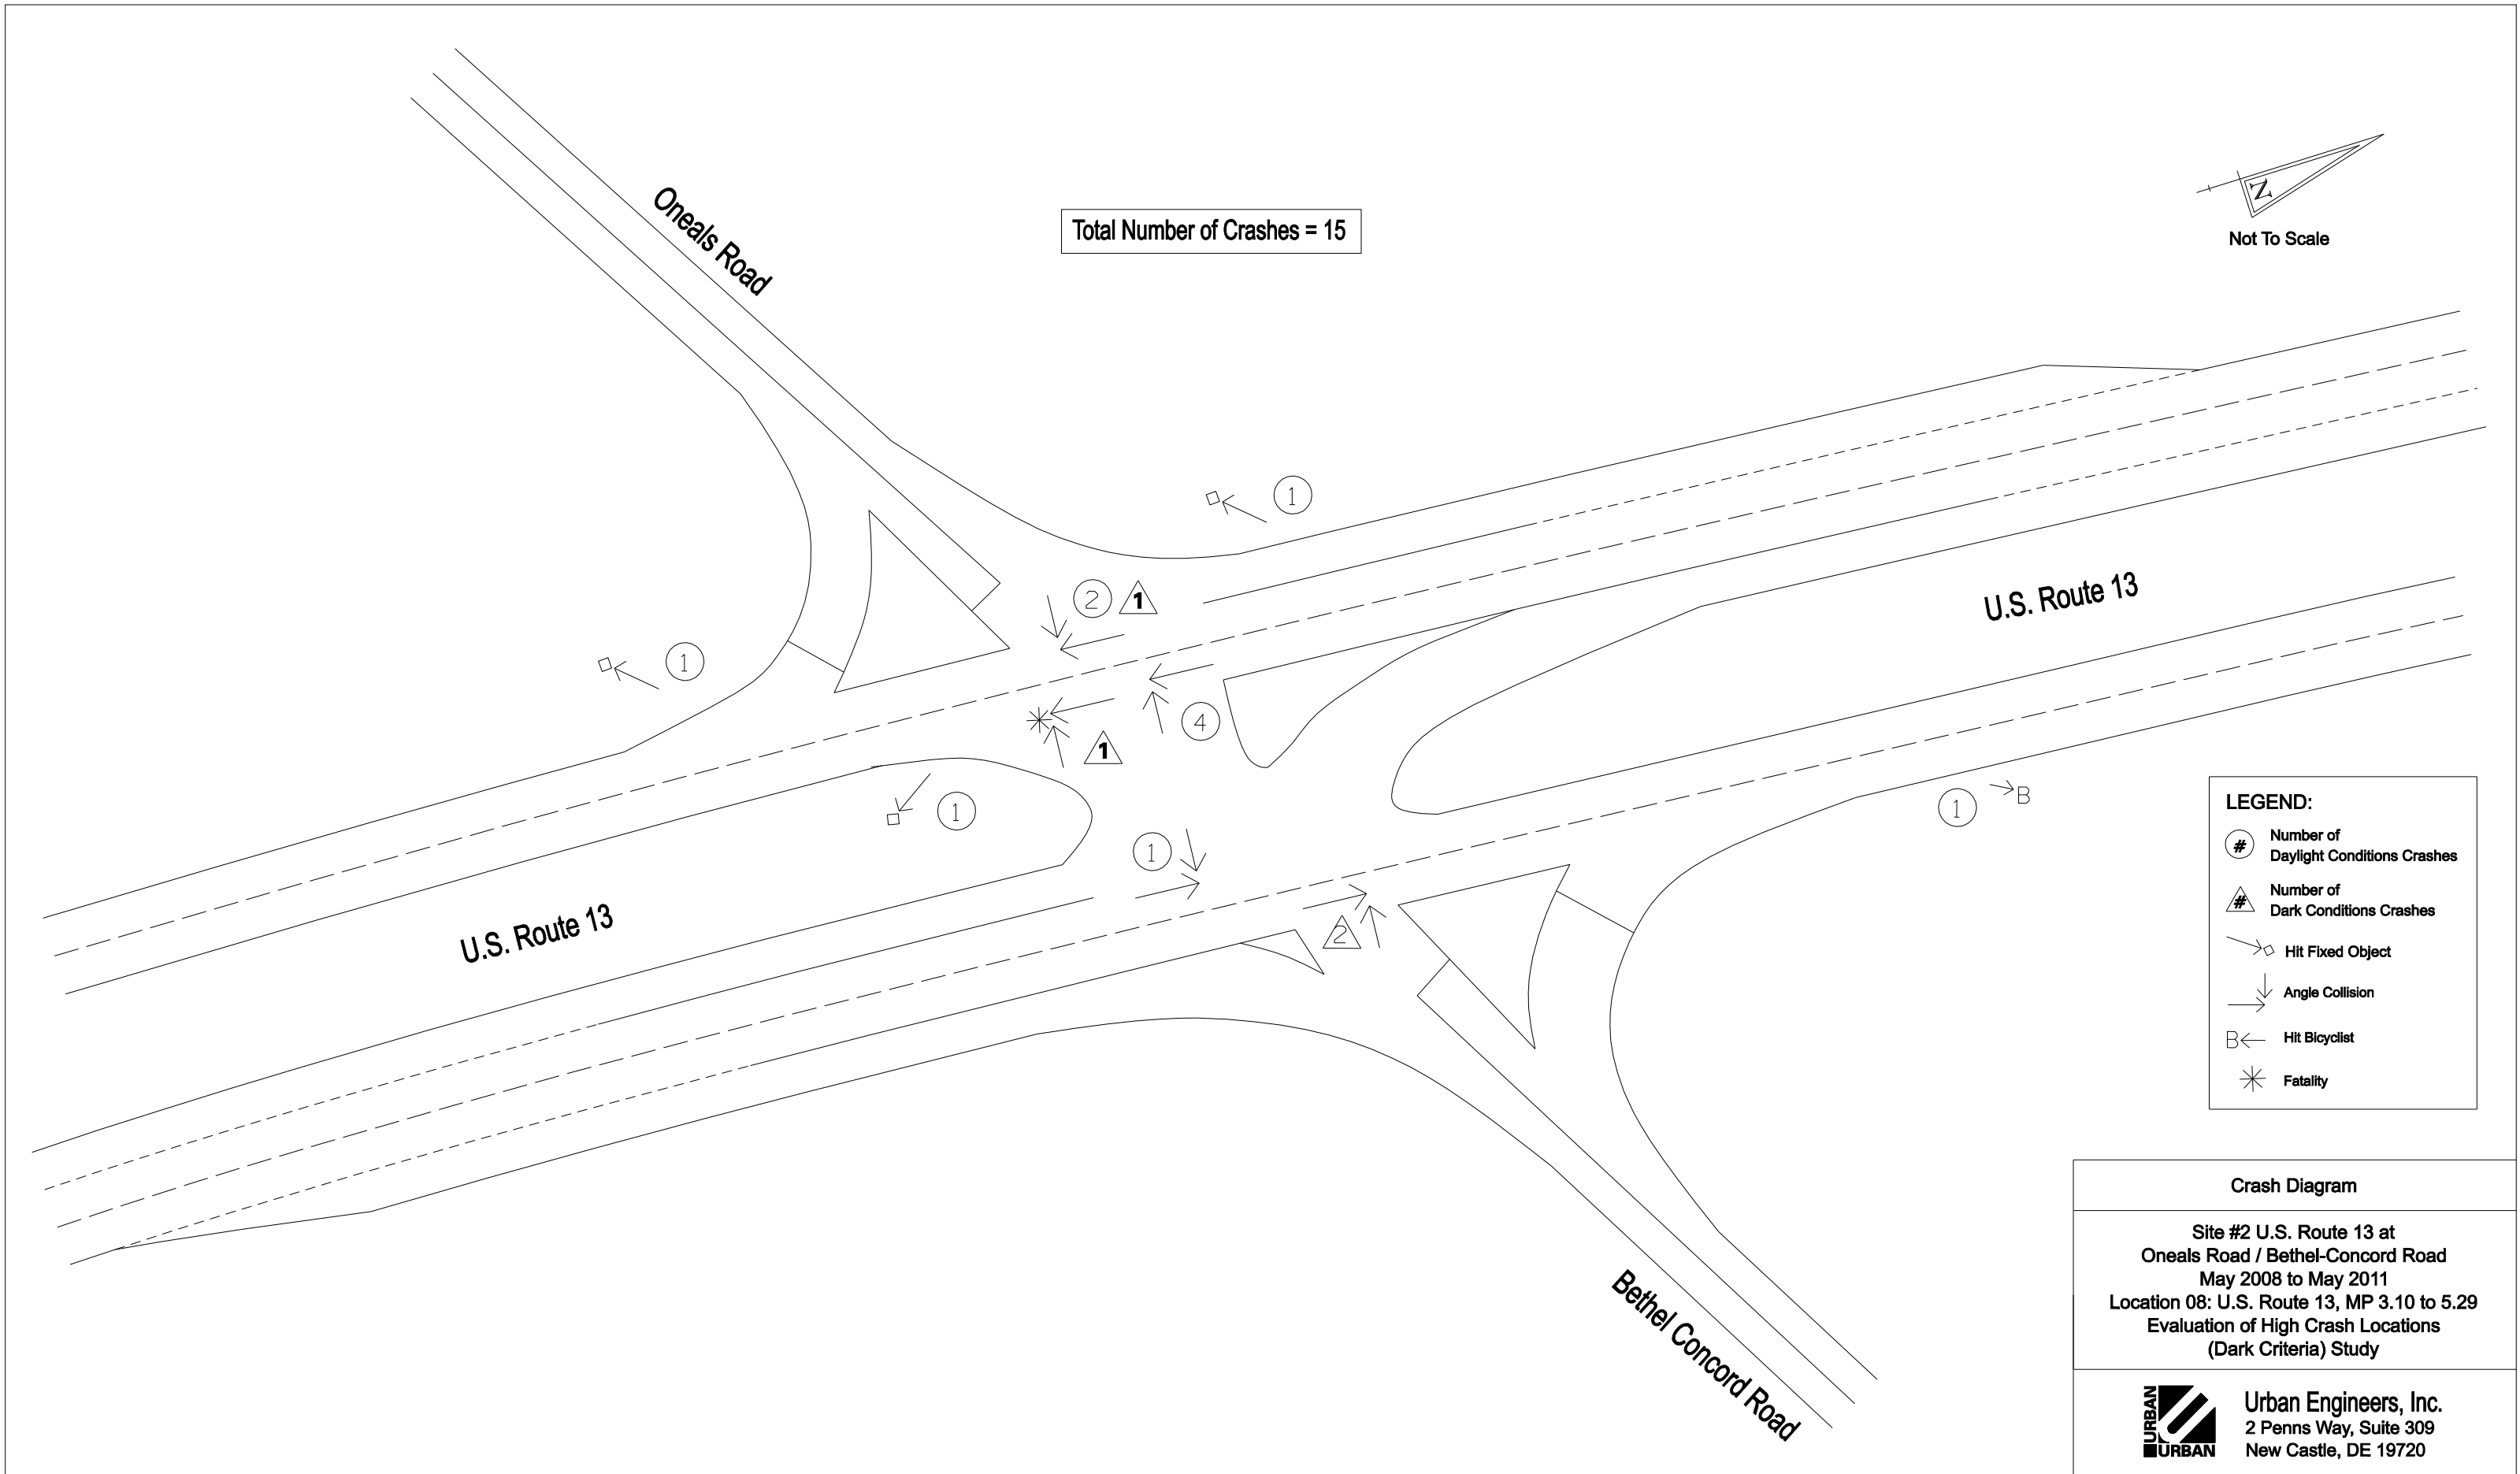 Oneals Road
Total Number of Crashes = 15
N
Not To Scale
1
2
1
U.S. Route 13
1
4
1
1
1
B
1
2
U.S. Route 13
LEGEND:
#
Number of
Daylight Conditions Crashes
#
Number of
Dark Conditions Crashes
Hit Fixed Object
Angle Collision
B
Hit Bicyclist
Fatality
Bethel Concord Road
Crash Diagram
Site #2 U.S. Route 13 at
Oneals Road / Bethel-Concord Road
May 2008 to May 2011
Location 08: U.S. Route 13, MP 3.10 to 5.29
Evaluation of High Crash Locations
(Dark Criteria) Study
URBAN
URBAN
Urban Engineers, Inc.
2 Penns Way, Suite 309
New Castle, DE 19720